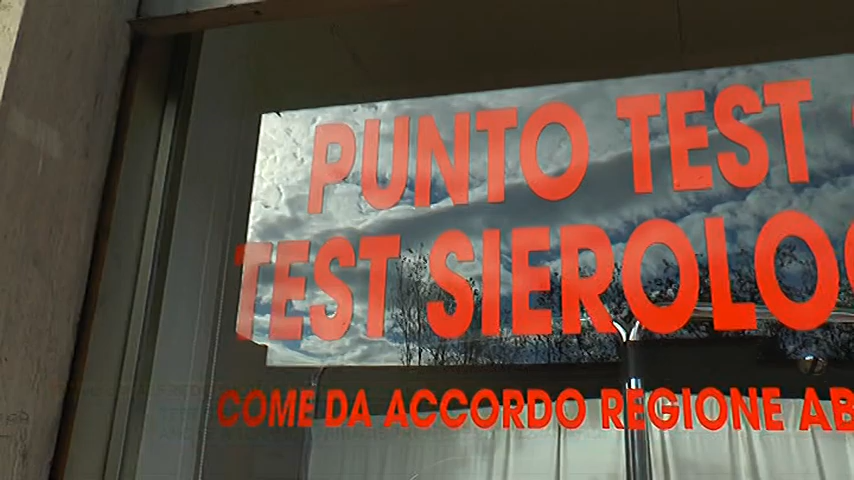 PUNTO TEST
TEST SIEROLO
COME DA ACCORDO REGIONE AB